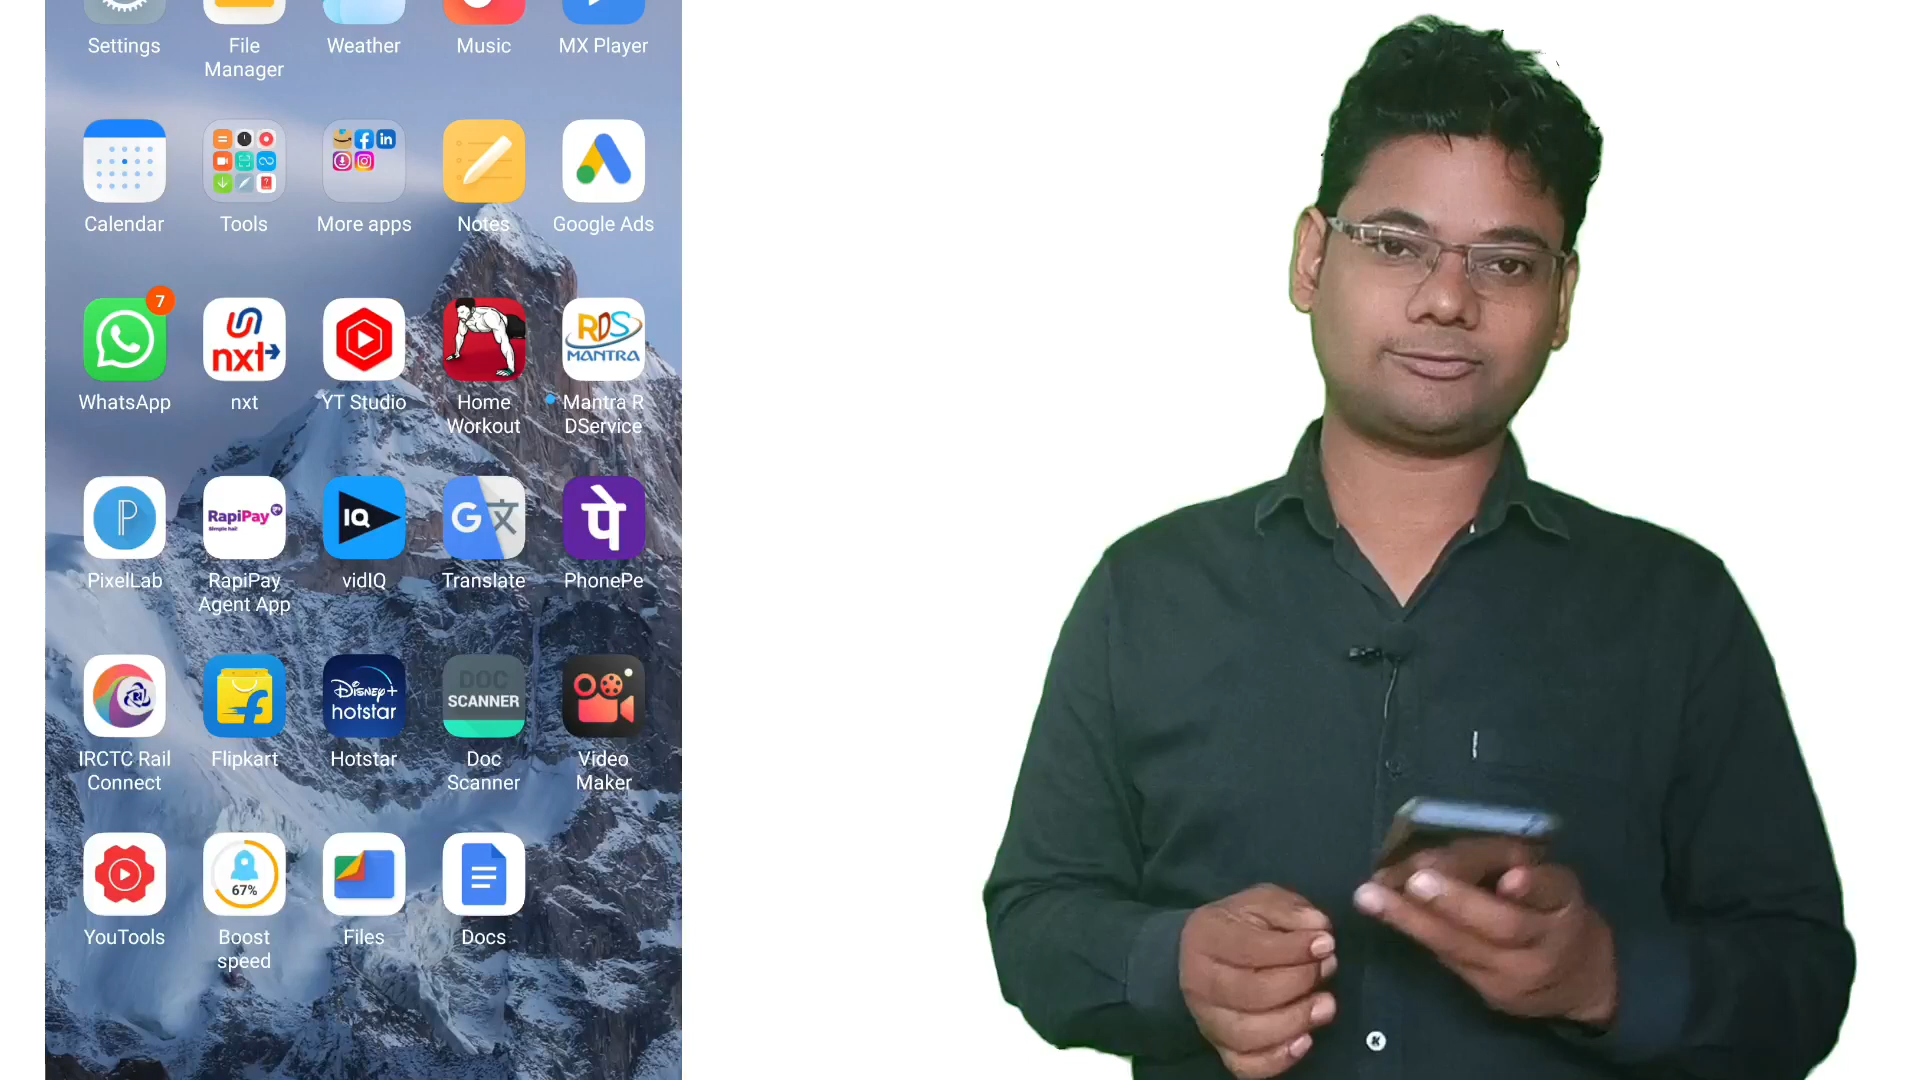 Settings
File
Manager
Weather
Music
MX Player
Calendar
Tools
More apps
Notes
Google Ads
7
nxt
RDS
MANTRA
WhatsApp
nxt
YT Studio
Home
Workout
Mantra R
DService
P
RapiPay
IQ
G文
पे
PixelLab
RapiPay
Agent App
vidIQ
Translate
PhonePe
Disney+
hotstar
DOC
SCANNER
IRCTC Rail
Connect
Flipkart
Hotstar
Doc
Scanner
Video
Maker
67%
YouTools
Boost
speed
Files
Docs